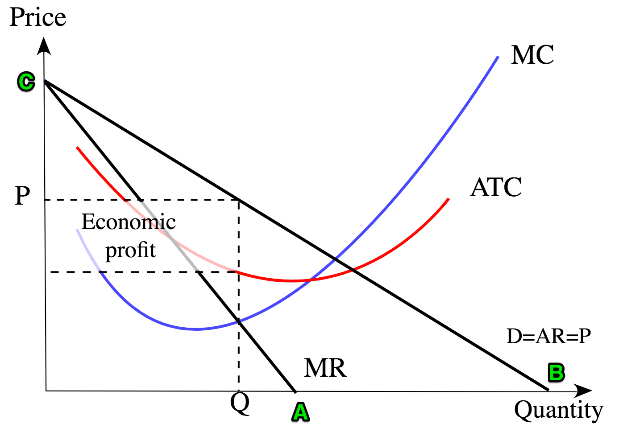 Price
C
MC
P
ATC
Economic
profit
D=AR=P
MR
B
Q
A
Quantity